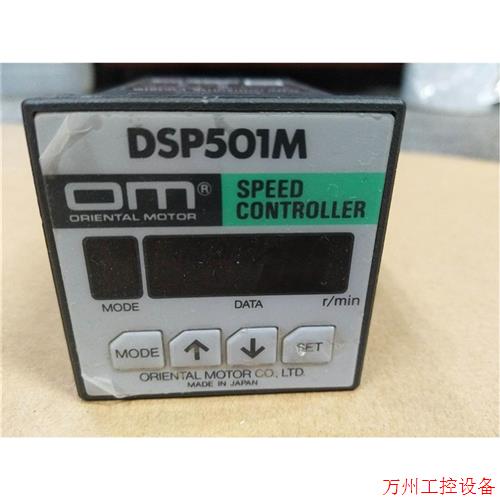 DSP501M
om® SPEED
ORIENTAL MOTOR CONTROLLER
MODE DATA r/min
MODE ↑ ↓ SET
ORIENTAL MOTOR CO., LTD.
MADE IN JAPAN
万州工控设备